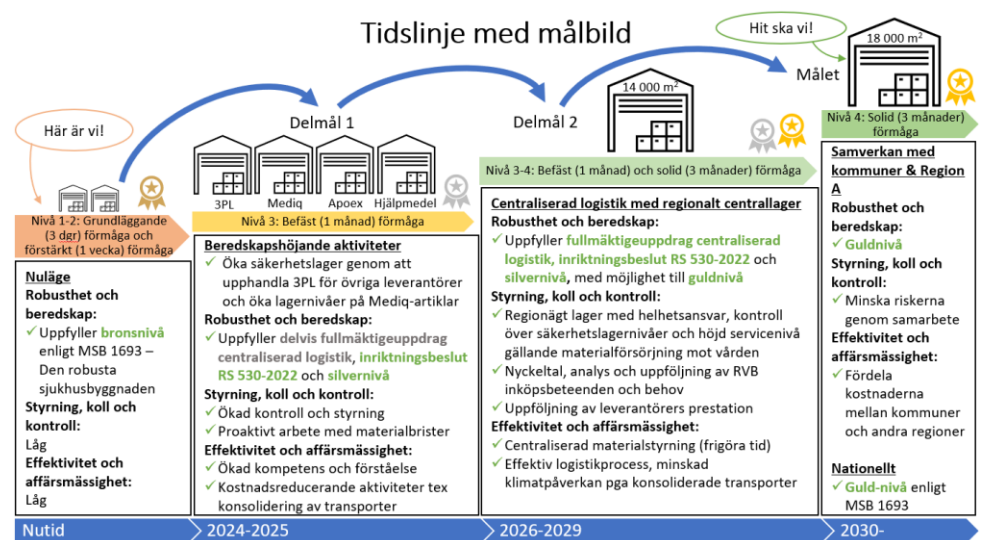 Tidslinje med målbild
Hit ska vi!
18 000 m²
Målet
Här är vi!
Delmål 1
Delmål 2
14 000 m²
3PL
Mediq
Apoex
Hjälpmedel
Nivå 1-2: Grundläggande
(3 dgr) förmåga och
förstärkt (1 vecka) förmåga
Nuläge
Robusthet och
beredskap:
Uppfyller bronsnivå
enligt MSB 1693 –
Den robusta
sjukhusbyggnaden
Styrning, koll och
kontroll:
Låg
Effektivitet och
affärsmässighet:
Låg
Nutid
Nivå 3: Befäst (1 månad) förmåga
Beredskapshöjande aktiviteter
Öka säkerhetslager genom att
upphandla 3PL för övriga leverantörer
och öka lagernivåer på Mediq-artiklar
Robusthet och beredskap:
Uppfyller delvis fullmäktigeuppdrag
centraliserad logistik, inriktningsbeslut
RS 530-2022 och silvernivå
Styrning, koll och kontroll:
Ökad kontroll och styrning
Proaktivt arbete med materialbrister
Effektivitet och affärsmässighet:
Ökad kompetens och förståelse
Kostnadsreducerande aktiviteter tex
konsolidering av transporter
2024-2025
Nivå 3-4: Befäst (1 månad) och solid (3 månader) förmåga
Centraliserad logistik med regionalt centrallager
Robusthet och beredskap:
Uppfyller fullmäktigeuppdrag centraliserad
logistik, inriktningsbeslut RS 530-2022 och
silvernivå, med möjlighet till guldnivå
Styrning, koll och kontroll:
Regionägt lager med helhetsansvar, kontroll
över säkerhetslagernivåer och höjd servicenivå
gällande materialförsörjning mot vården
Nyckeltal, analys och uppföljning av RVB
inköpsbeteenden och behov
Uppföljning av leverantörers prestation
Effektivitet och affärsmässighet:
Centraliserad materialstyrning (frigöra tid)
Effektiv logistikprocess, minskad
klimatpåverkan pga konsoliderade transporter
2026-2029
Nivå 4: Solid (3 månader)
förmåga
Samverkan med
kommuner & Region
A
Robusthet och
beredskap:
Guldnivå
Styrning, koll och
kontroll:
Minska riskerna
genom samarbete
Effektivitet och
affärsmässighet:
Fördela
kostnaderna
mellan kommuner
och andra regioner
Nationellt
Guld-nivå enligt
MSB 1693
2030-